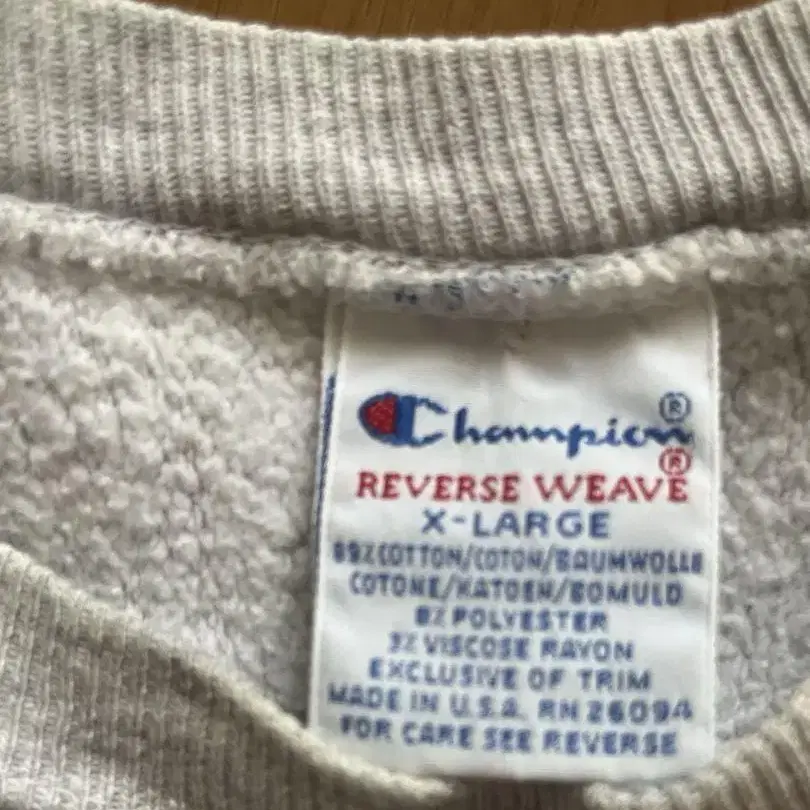 Champion®
REVERSE WEAVE®
X-LARGE
89% COTTON/COTON/BAUMWOLLE
COTONE/KATOEN/BOMULD
8% POLYESTER
3% VISCOSE RAYON
EXCLUSIVE OF TRIM
MADE IN U.S.A. RN 26094
FOR CARE SEE REVERSE